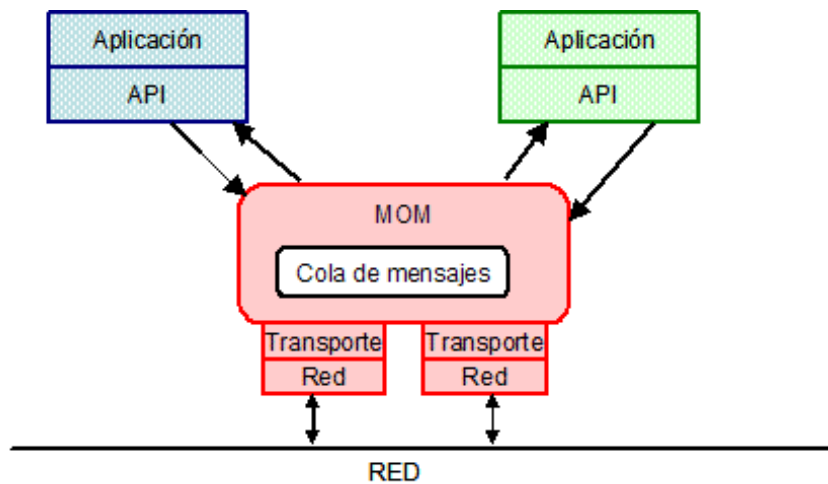 Aplicación
API
Aplicación
API
MOM
Cola de mensajes
Transporte
Red
Transporte
Red
RED